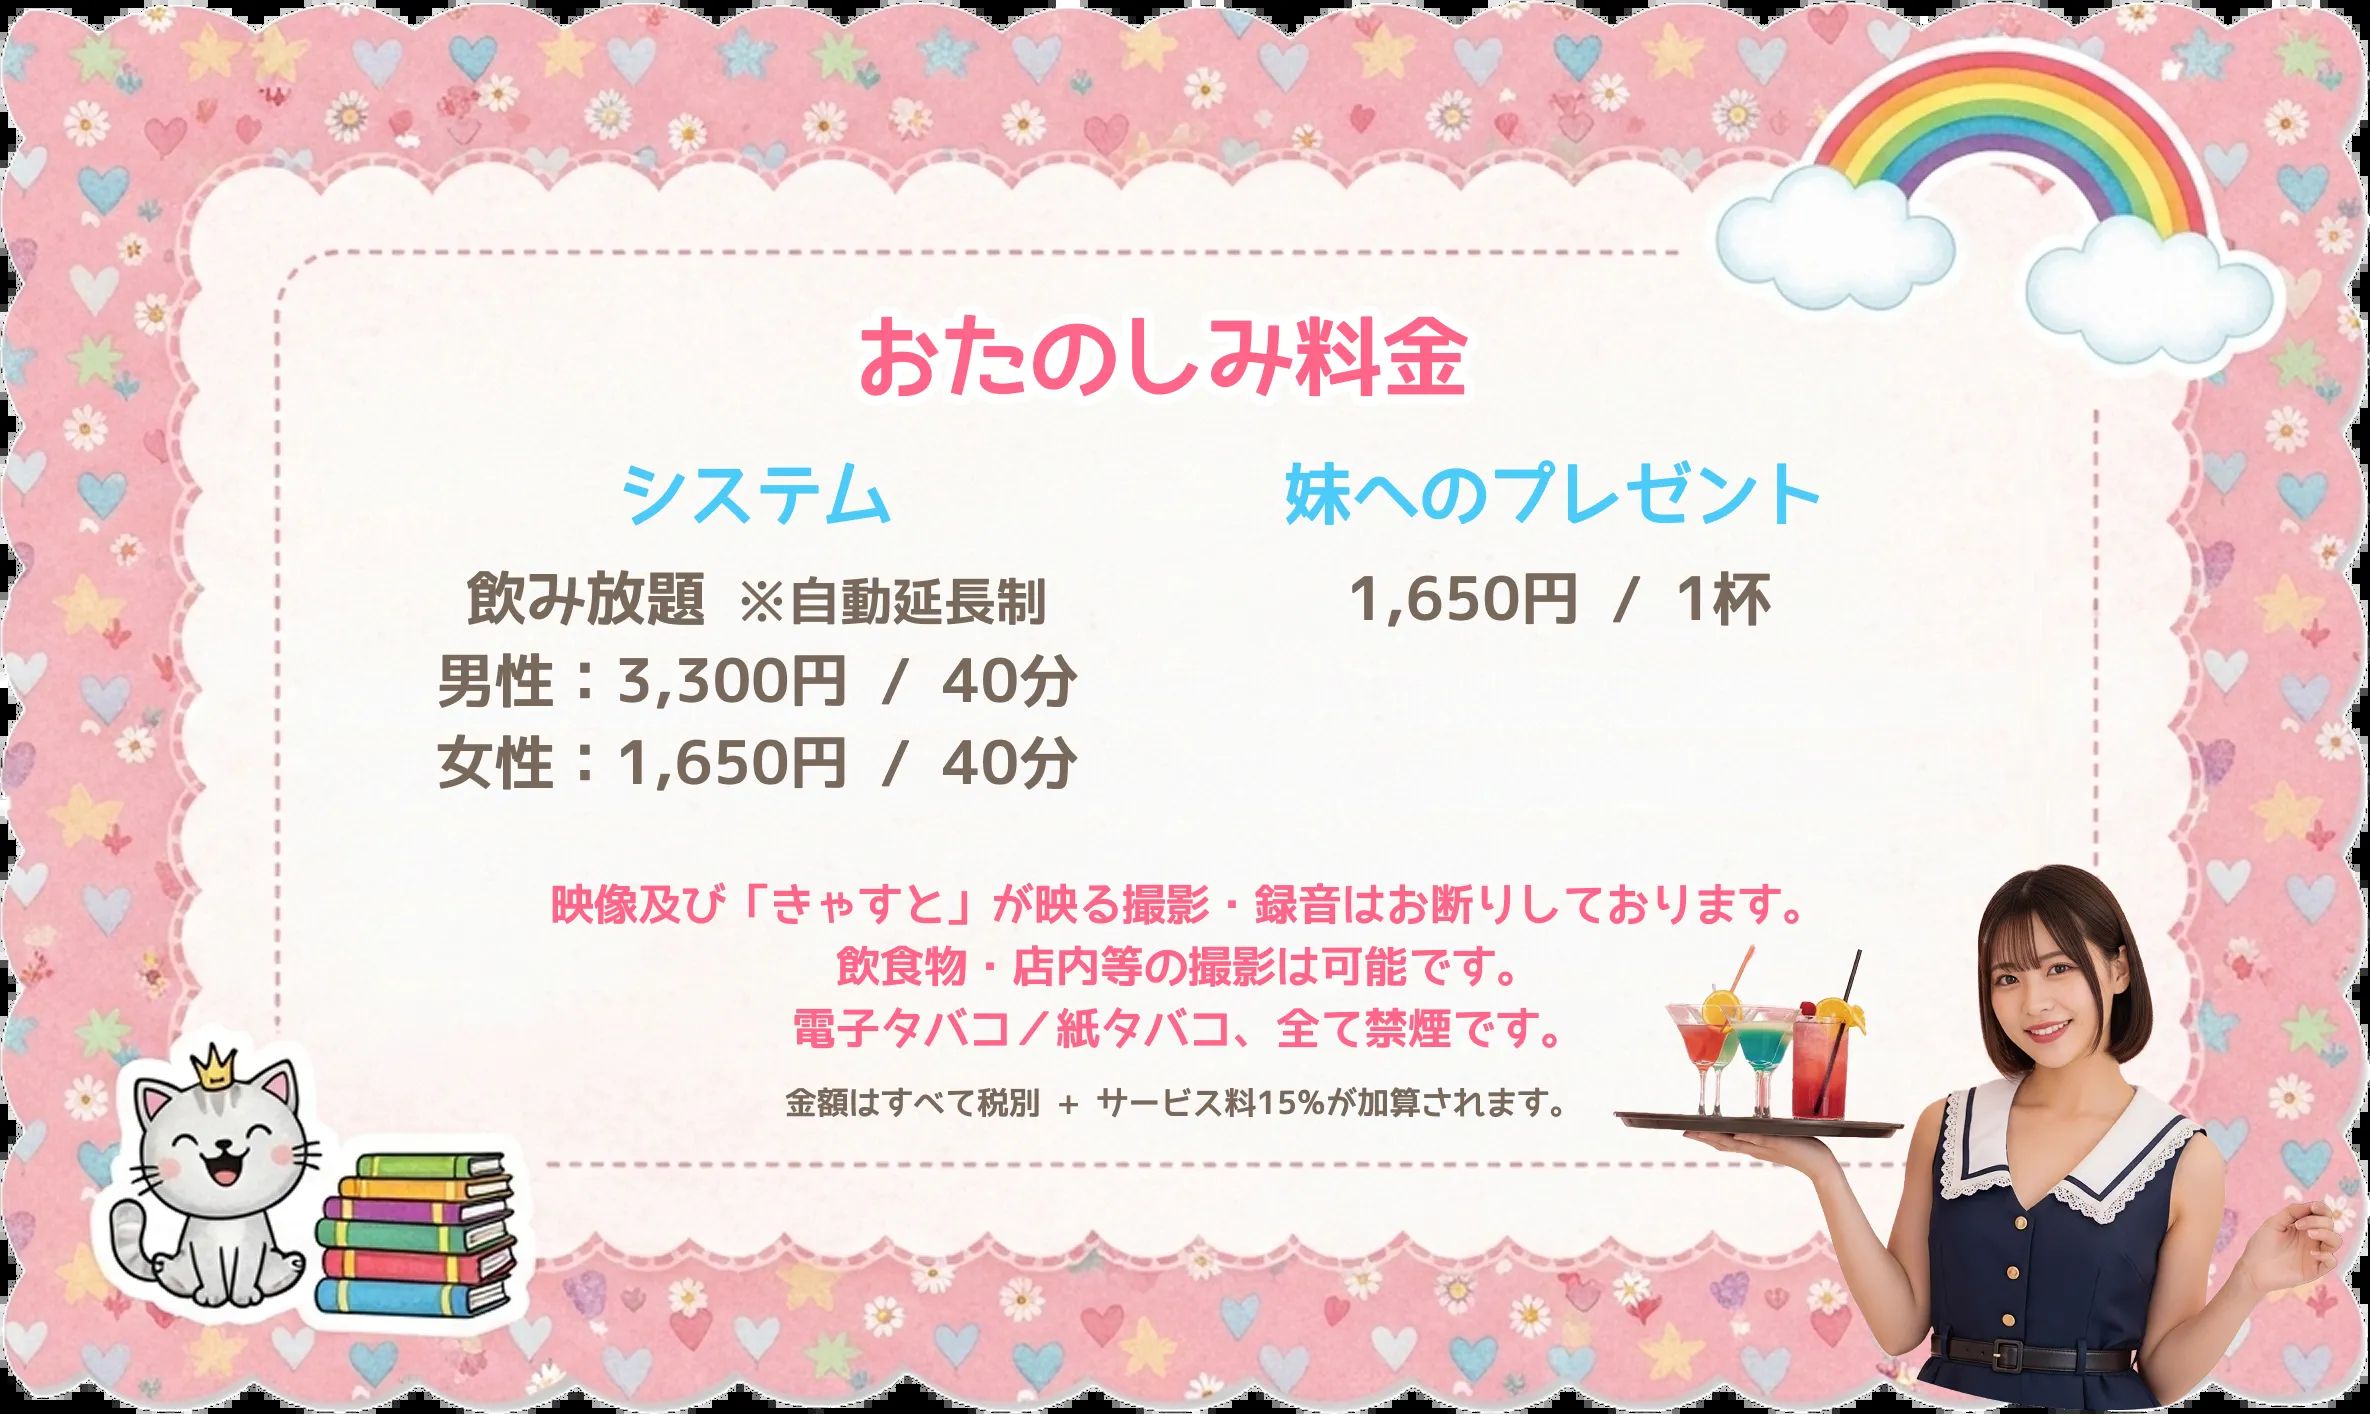 おたのしみ料金
システム
飲み放題 ※自動延長制
男性：3,300円 / 40分
女性：1,650円 / 40分
妹へのプレゼント
1,650円 / 1杯
映像及び「きゃすと」が映る撮影・録音はお断りしております。
飲食物・店内等の撮影は可能です。
電子タバコ／紙タバコ、全て禁煙です。
金額はすべて税別 + サービス料15%が加算されます。